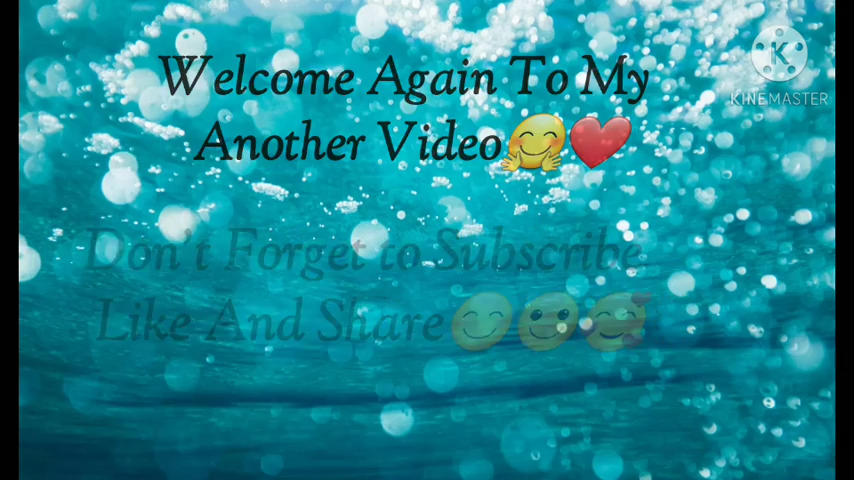 Welcome Again To My
Another Video🤗❤️
Don't Forget to Subscribe
Like And Share😊🙂🥰
KINEMASTER